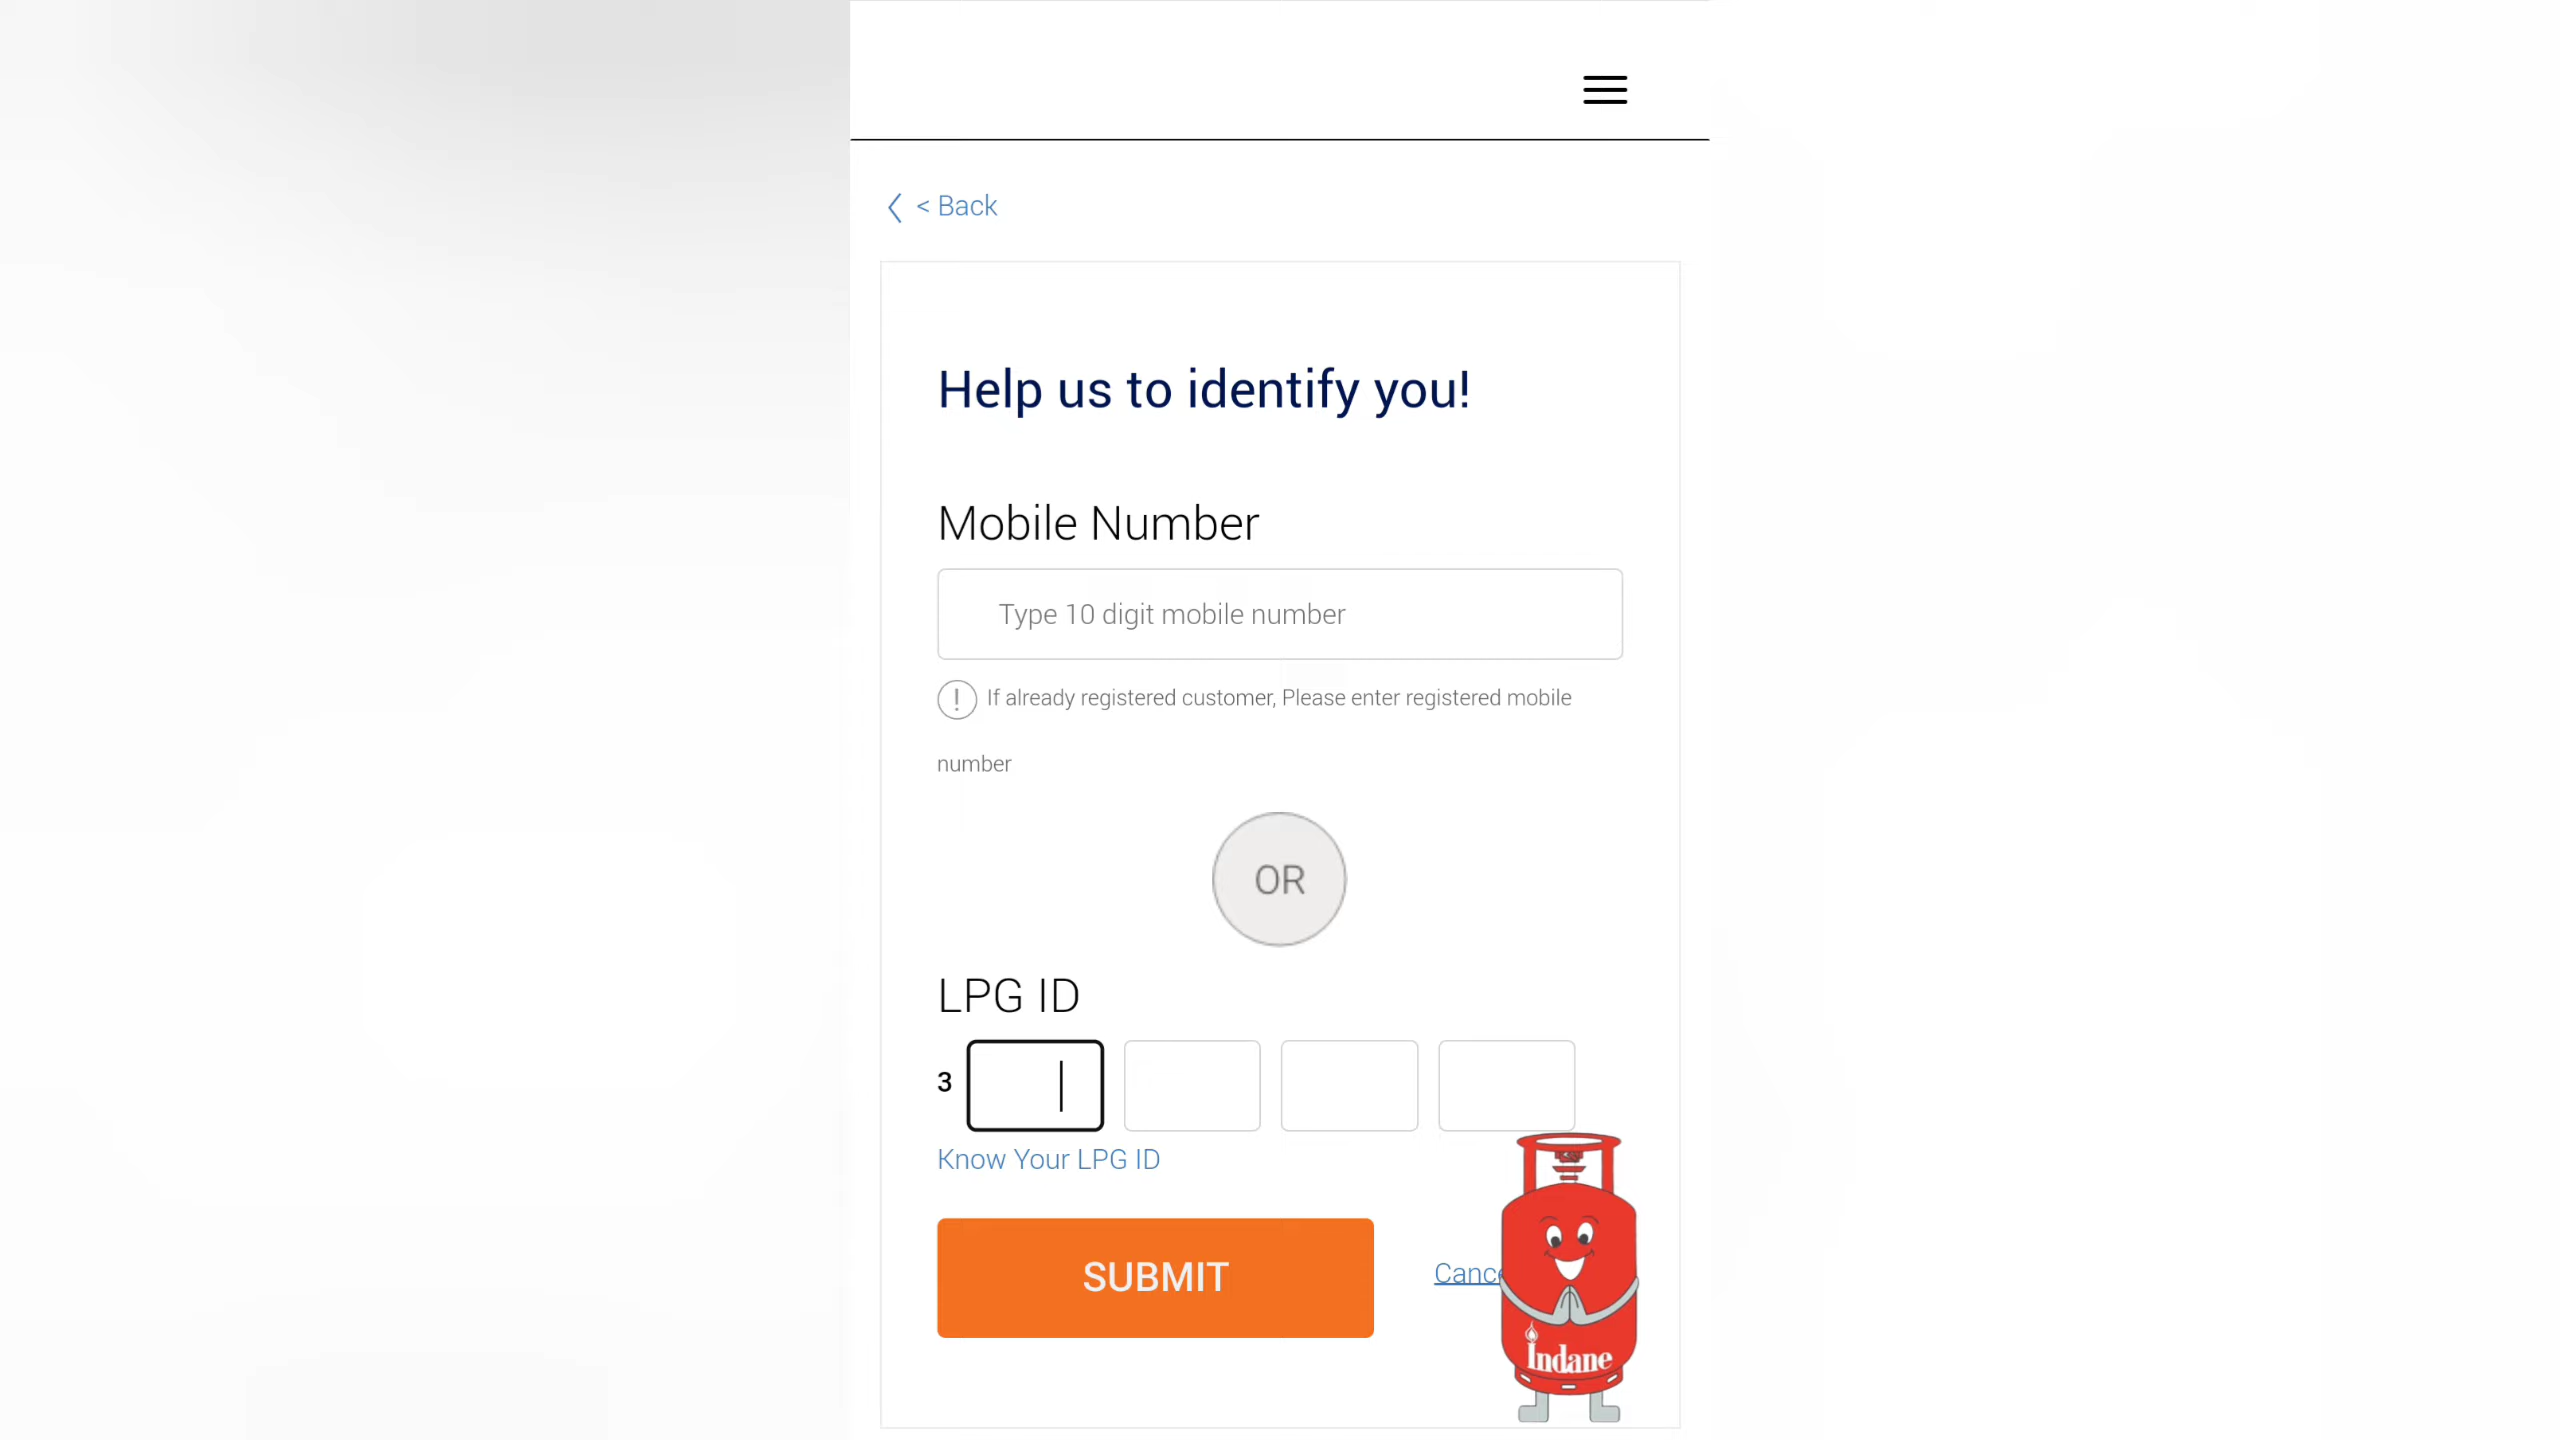 < Back
Help us to identify you!
Mobile Number
Type 10 digit mobile number
If already registered customer, Please enter registered mobile
number
OR
LPG ID
3
Know Your LPG ID
SUBMIT
Cance
Indane